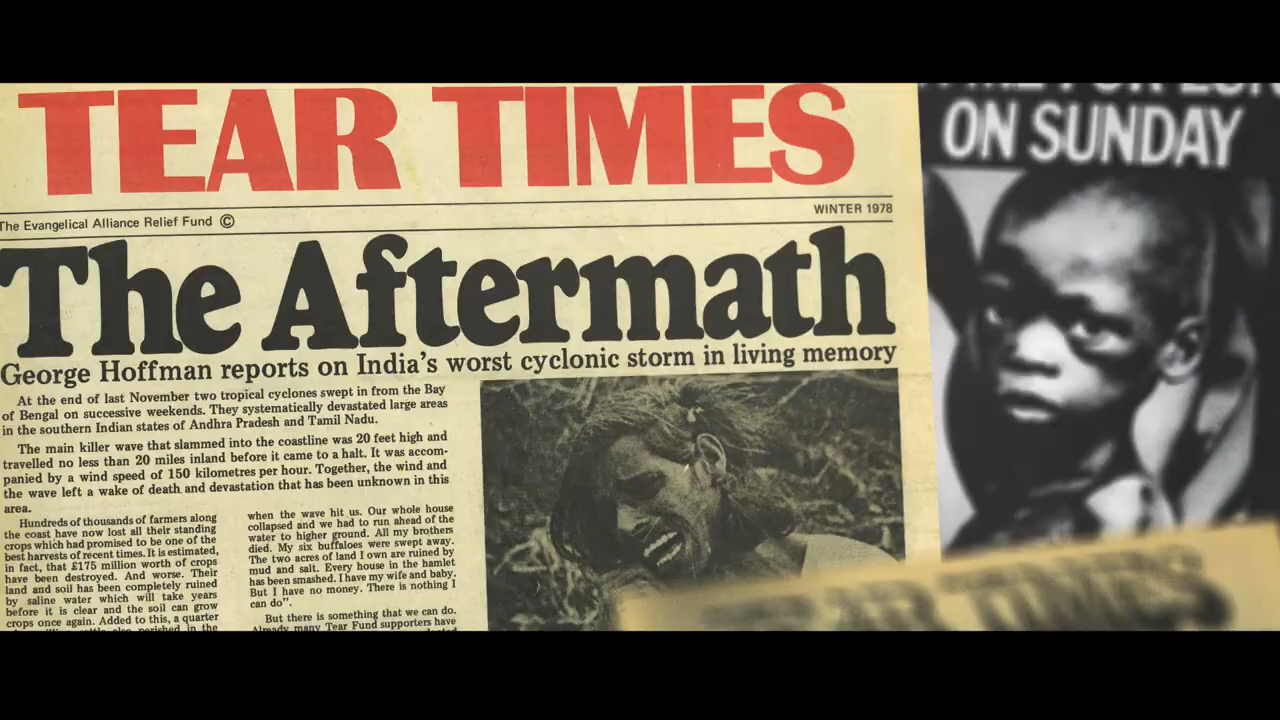 TEAR TIMES
The Evangelical Alliance Relief Fund ©
WINTER 1978
The Aftermath
George Hoffman reports on India's worst cyclonic storm in living memory
At the end of last November two tropical cyclones swept in from the Bay
of Bengal on successive weekends. They systematically devastated large areas
in the southern Indian states of Andhra Pradesh and Tamil Nadu.
The main killer wave that slammed into the coastline was 20 feet high and
travelled no less than 20 miles inland before it came to a halt. It was accom-
panied by a wind speed of 150 kilometres per hour. Together, the wind and
the wave left a wake of death and devastation that has been unknown in this
area.
Hundreds of thousands of farmers along
the coast have now lost all their standing
crops which had promised to be one of the
best harvests of recent times. It is estimated,
in fact, that £175 million worth of crops
have been destroyed. And worse. Their
land and soil has been completely ruined
by saline water which will take years
before it is clear and the soil can grow
crops once again. Added to this, a quarter
also perished in the
when the wave hit us. Our whole house
collapsed and we had to run ahead of the
water to higher ground. All my brothers
died. My six buffaloes were swept away.
The two acres of land I own are ruined by
mud and salt. Every house in the hamlet
has been smashed. I have my wife and baby.
But I have no money. There is nothing I
can do".
But there is something that we can do.
Already many Tear Fund supporters have
ON SUNDAY
TIMES